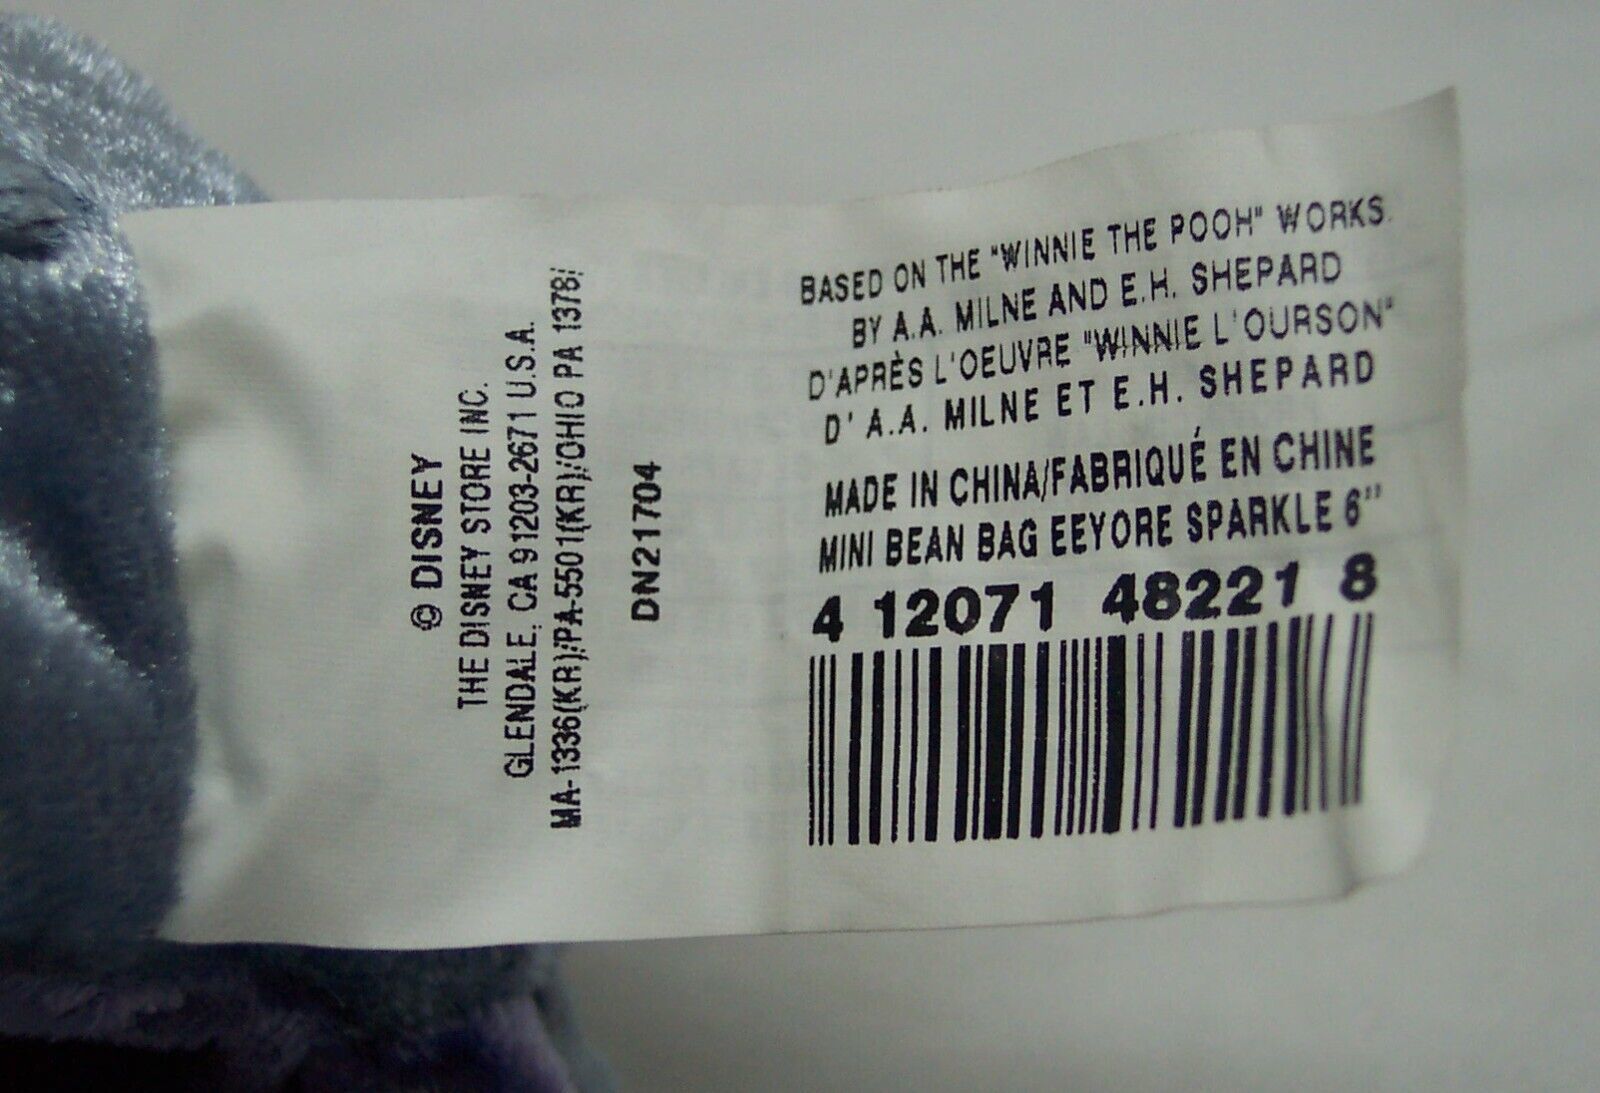 © DISNEY
THE DISNEY STORE INC.
GLENDALE, CA 91203-2671 U.S.A.
MA-1336(KR)/PA-5501(KR)/OHIO PA 1378/
DN21704
BASED ON THE "WINNIE THE POOH" WORKS.
BY A.A. MILNE AND E.H. SHEPARD
D'APRÈS L'OEUVRE "WINNIE L'OURSON"
D' A.A. MILNE ET E.H. SHEPARD
MADE IN CHINA/FABRIQUÉ EN CHINE
MINI BEAN BAG EEYORE SPARKLE 6''
4 12071 48221 8